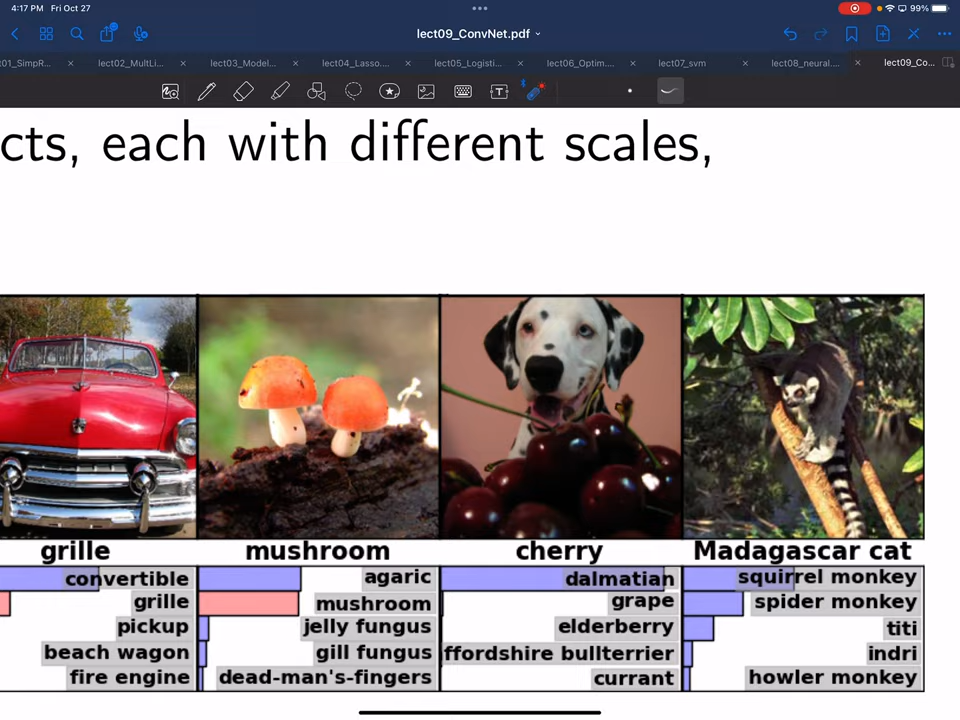 4:17 PM Fri Oct 27
99%
lect09_ConvNet.pdf
01_SimpR...
lect02_MultLi...
lect03_Model...
lect04_Lasso....
lect05_Logisti...
lect06_Optim....
lect07_svm
lect08_neural....
lect09_Co...
cts, each with different scales,
grille
mushroom
cherry
Madagascar cat
convertible
grille
pickup
beach wagon
fire engine
agaric
mushroom
jelly fungus
gill fungus
dead-man's-fingers
dalmatian
grape
elderberry
ffordshire bullterrier
currant
squirrel monkey
spider monkey
titi
indri
howler monkey